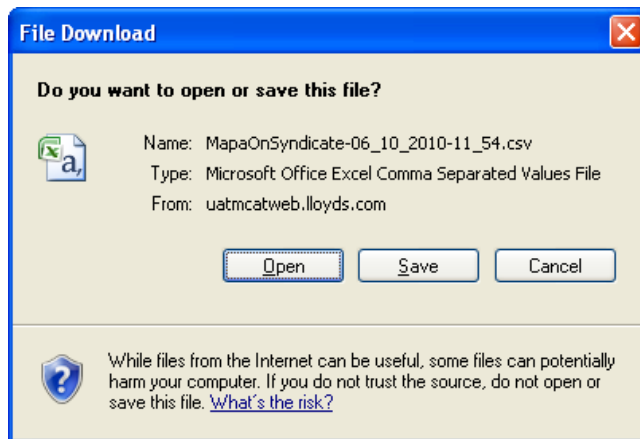 File Download
Do you want to open or save this file?
a,
Name: MapaOnSyndicate-06_10_2010-11_54.csv
Type: Microsoft Office Excel Comma Separated Values File
From: uatmcatweb.lloyds.com
Open Save Cancel
While files from the Internet can be useful, some files can potentially
harm your computer. If you do not trust the source, do not open or
save this file. What's the risk?